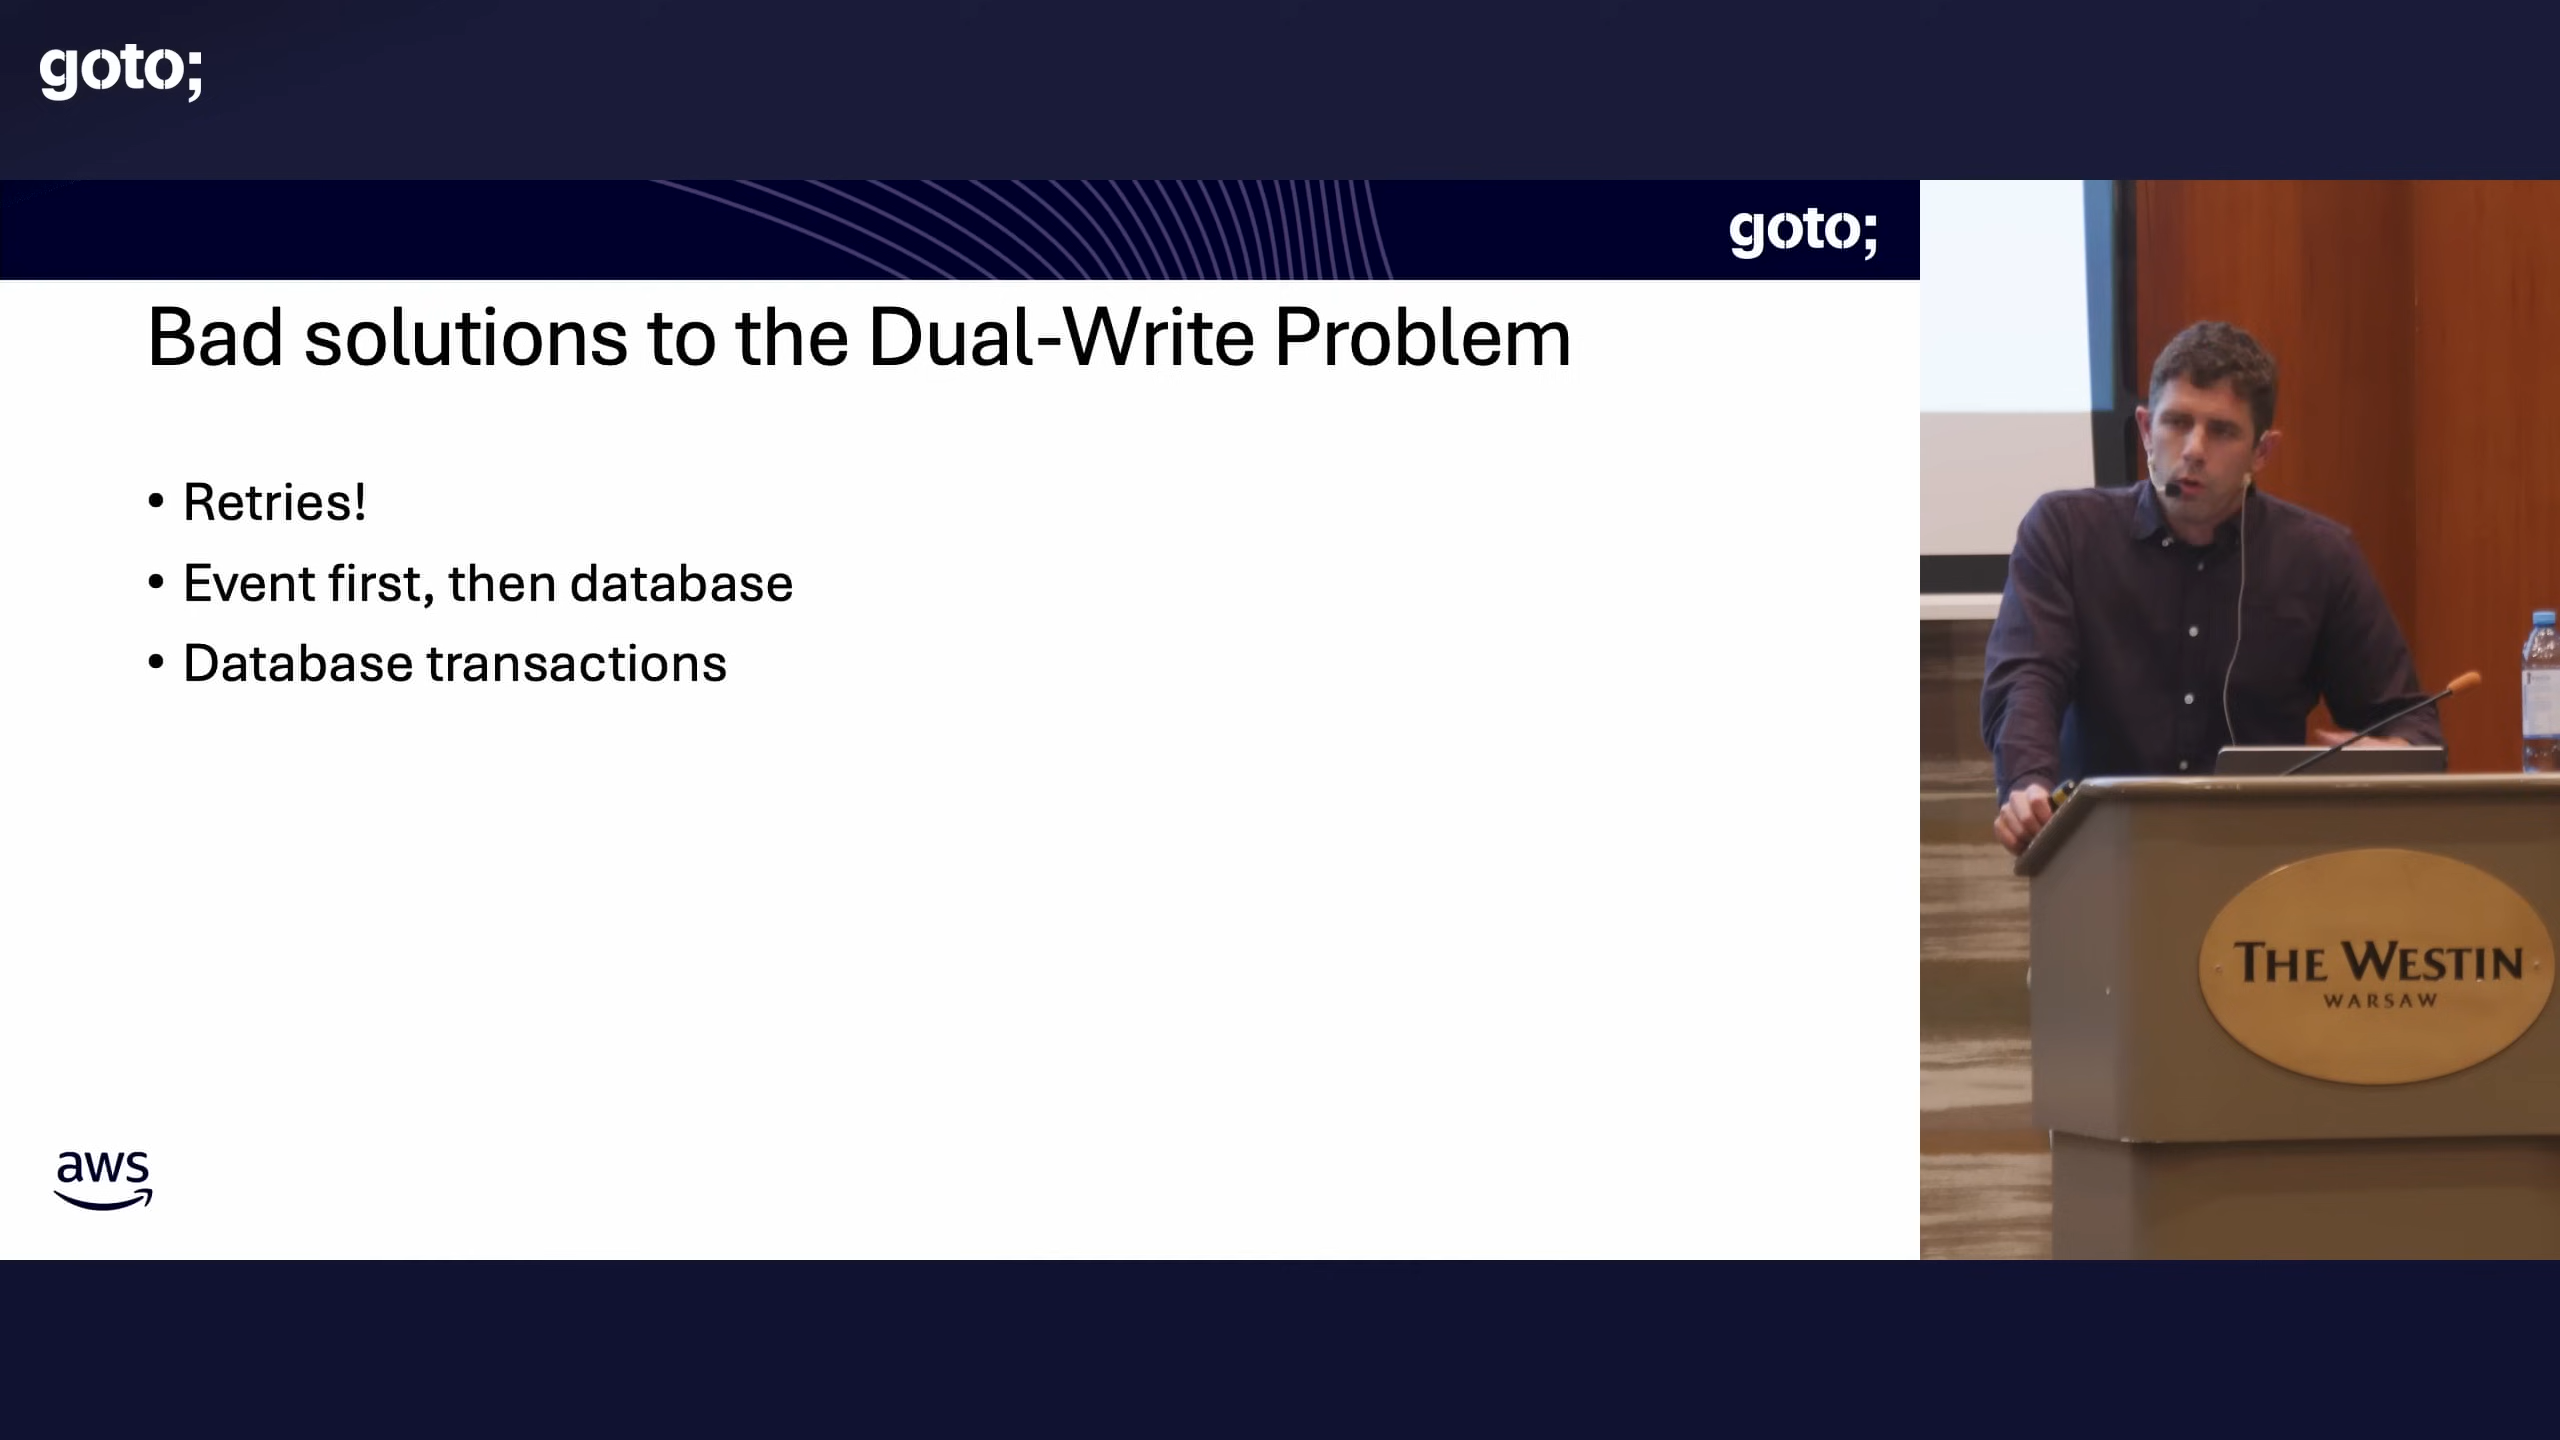 goto;
goto;
Bad solutions to the Dual-Write Problem
• Retries!
• Event first, then database
• Database transactions
aws
THE WESTIN
WARSAW